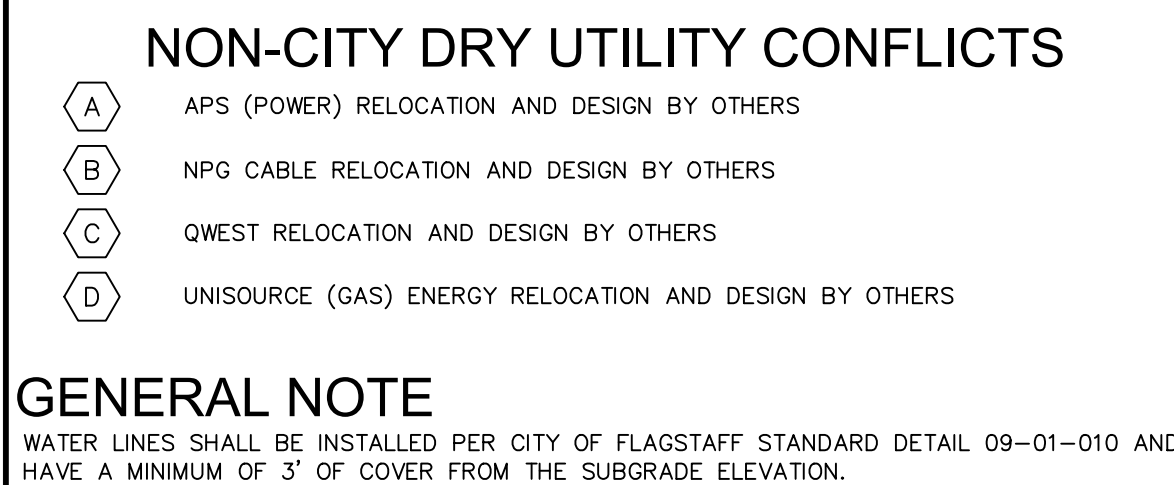 NON-CITY DRY UTILITY CONFLICTS
A APS (POWER) RELOCATION AND DESIGN BY OTHERS
B NPG CABLE RELOCATION AND DESIGN BY OTHERS
C QWEST RELOCATION AND DESIGN BY OTHERS
D UNISOURCE (GAS) ENERGY RELOCATION AND DESIGN BY OTHERS
GENERAL NOTE
WATER LINES SHALL BE INSTALLED PER CITY OF FLAGSTAFF STANDARD DETAIL 09-01-010 AND
HAVE A MINIMUM OF 3' OF COVER FROM THE SUBGRADE ELEVATION.